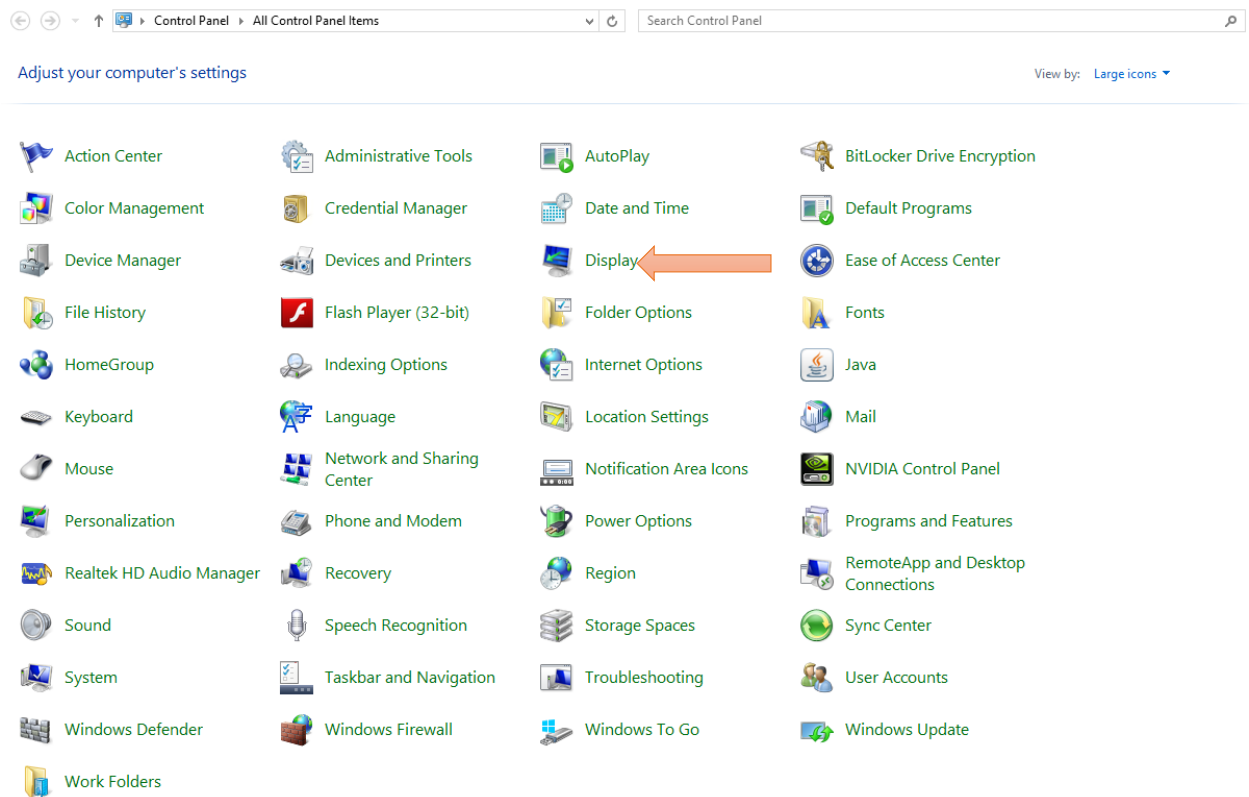 Control Panel All Control Panel Items Search Control Panel
Adjust your computer's settings View by: Large icons
Action Center Administrative Tools AutoPlay BitLocker Drive Encryption
Color Management Credential Manager Date and Time Default Programs
Device Manager Devices and Printers Display Ease of Access Center
File History Flash Player (32-bit) Folder Options Fonts
HomeGroup Indexing Options Internet Options Java
Keyboard Language Location Settings Mail
Mouse Network and Sharing Center Notification Area Icons NVIDIA Control Panel
Personalization Phone and Modem Power Options Programs and Features
Realtek HD Audio Manager Recovery Region RemoteApp and Desktop Connections
Sound Speech Recognition Storage Spaces Sync Center
System Taskbar and Navigation Troubleshooting User Accounts
Windows Defender Windows Firewall Windows To Go Windows Update
Work Folders